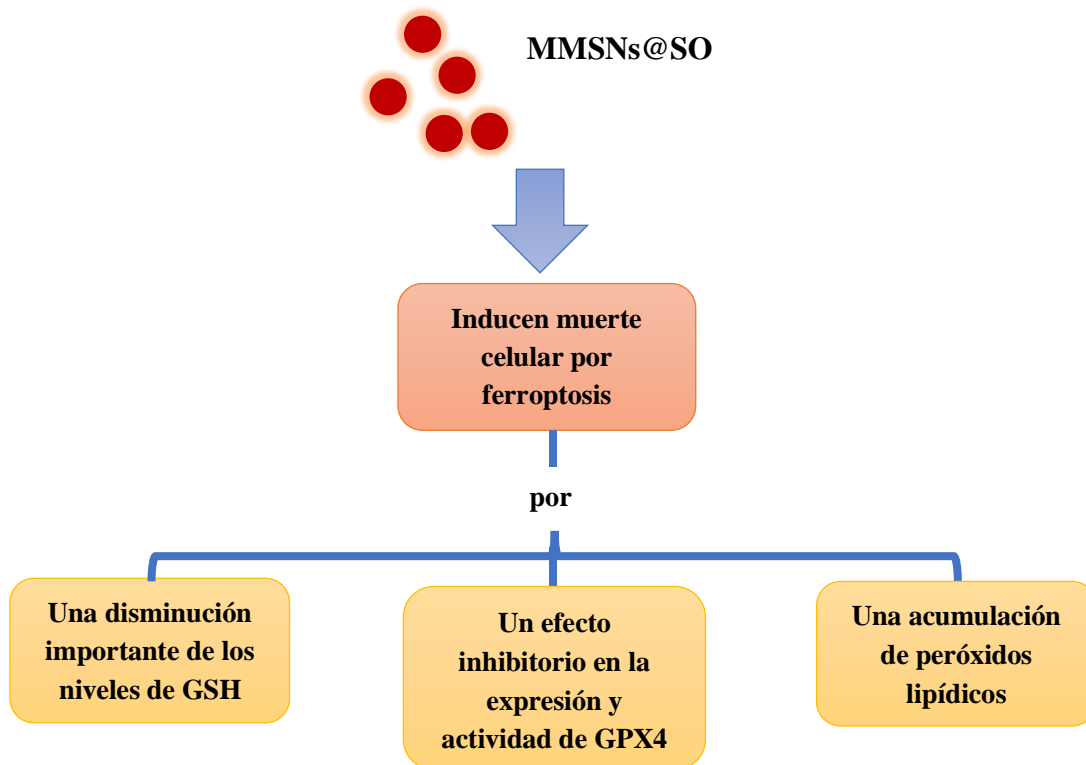 MMSNs@SO
Inducen muerte
celular por
ferroptosis
por
Una disminución
importante de los
niveles de GSH
Un efecto
inhibitorio en la
expresión y
actividad de GPX4
Una acumulación
de peróxidos
lipídicos